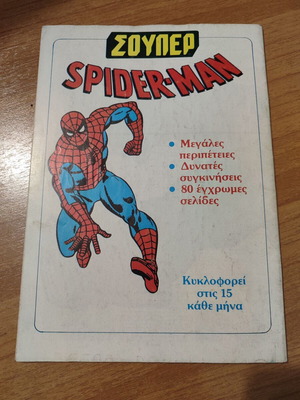 ΣΟΥΠΕΡ
SPIDER-MAN
• Μεγάλες
περιπέτειες
• Δυνατές
συγκινήσεις
• 80 έγχρωμες
σελίδες
Κυκλοφορεί
στις 15
κάθε μήνα